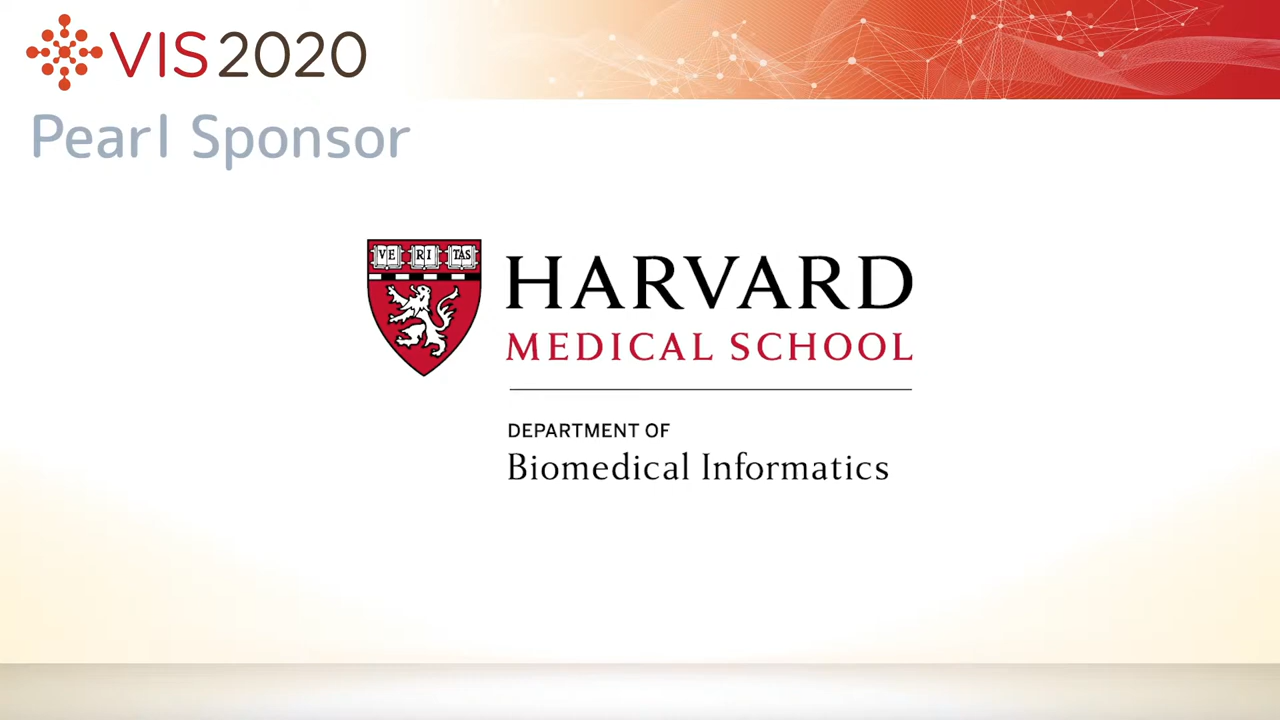 VIS2020
Pearl Sponsor
VE RI TAS
HARVARD
MEDICAL SCHOOL
DEPARTMENT OF
Biomedical Informatics